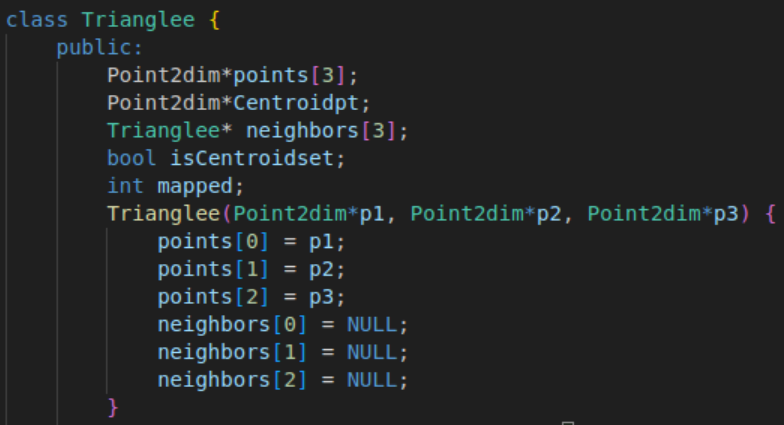 class Trianglee {
    public:
        Point2dim*points[3];
        Point2dim*Centroidpt;
        Trianglee* neighbors[3];
        bool isCentroidset;
        int mapped;
        Trianglee(Point2dim*p1, Point2dim*p2, Point2dim*p3) {
            points[0] = p1;
            points[1] = p2;
            points[2] = p3;
            neighbors[0] = NULL;
            neighbors[1] = NULL;
            neighbors[2] = NULL;
        }